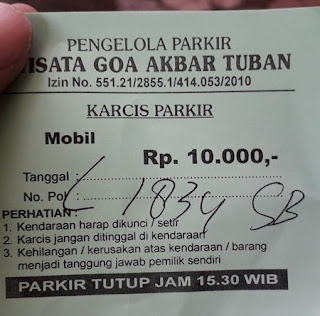 PENGELOLA PARKIR
WISATA GOA AKBAR TUBAN
Izin No. 551.21/2855.1/414.053/2010
KARCIS PARKIR
Mobil
Rp. 10.000,-
Tanggal :
No. Pol : L 1834 SB
PERHATIAN :
1. Kendaraan harap dikunci / setir
2. Karcis jangan ditinggal di kendaraan
3. Kehilangan / kerusakan atas kendaraan / barang
menjadi tanggung jawab pemilik sendiri
PARKIR TUTUP JAM 15.30 WIB